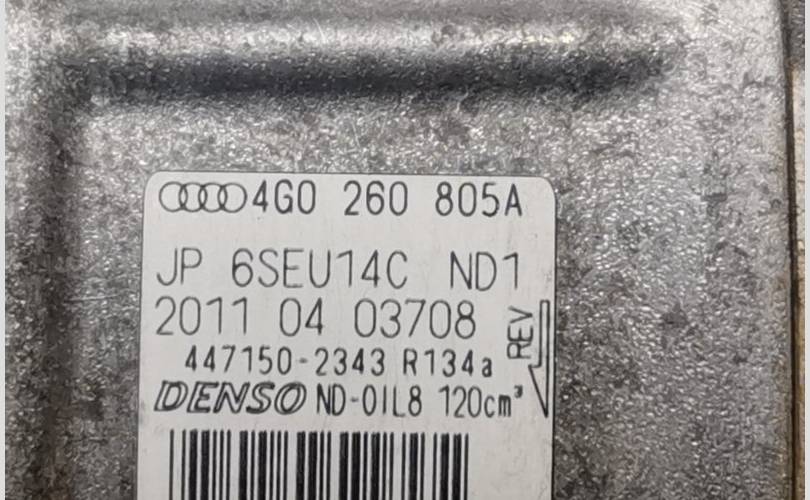 4G0 260 805A
JP 6SEU14C ND1
2011 04 03708
REV
447150-2343 R134a
DENSO ND-OIL8 120cm³